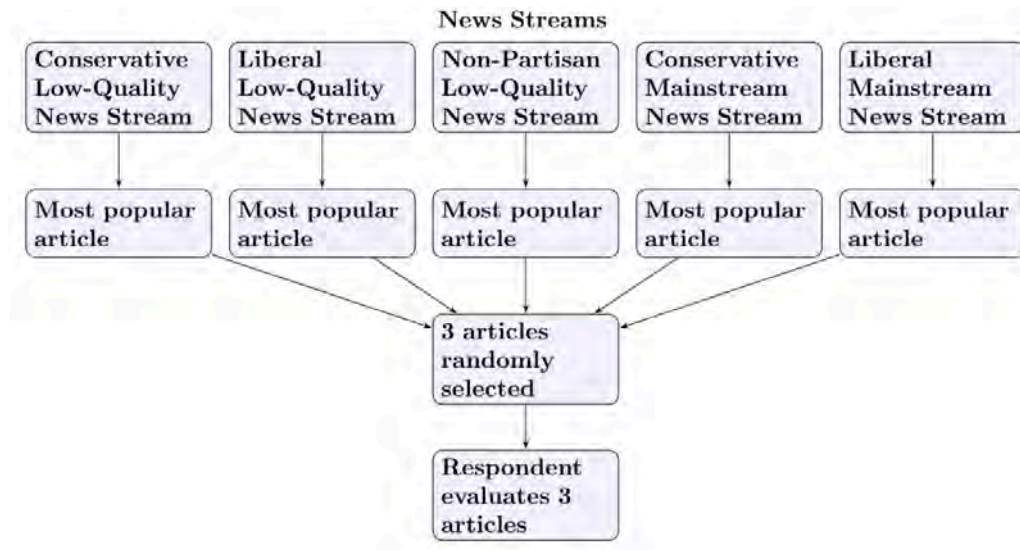 News Streams
Conservative
Low-Quality
News Stream
Liberal
Low-Quality
News Stream
Non-Partisan
Low-Quality
News Stream
Conservative
Mainstream
News Stream
Liberal
Mainstream
News Stream
Most popular
article
Most popular
article
Most popular
article
Most popular
article
Most popular
article
3 articles
randomly
selected
Respondent
evaluates 3
articles